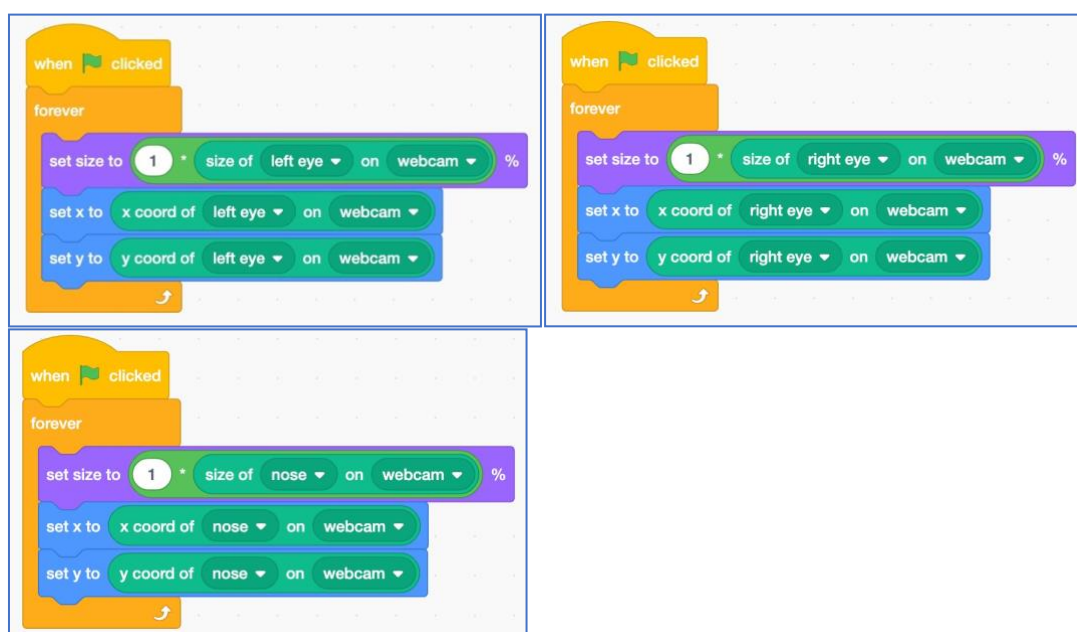 when clicked
forever
set size to 1 * size of left eye on webcam %
set x to x coord of left eye on webcam
set y to y coord of left eye on webcam
when clicked
forever
set size to 1 * size of right eye on webcam %
set x to x coord of right eye on webcam
set y to y coord of right eye on webcam
when clicked
forever
set size to 1 * size of nose on webcam %
set x to x coord of nose on webcam
set y to y coord of nose on webcam